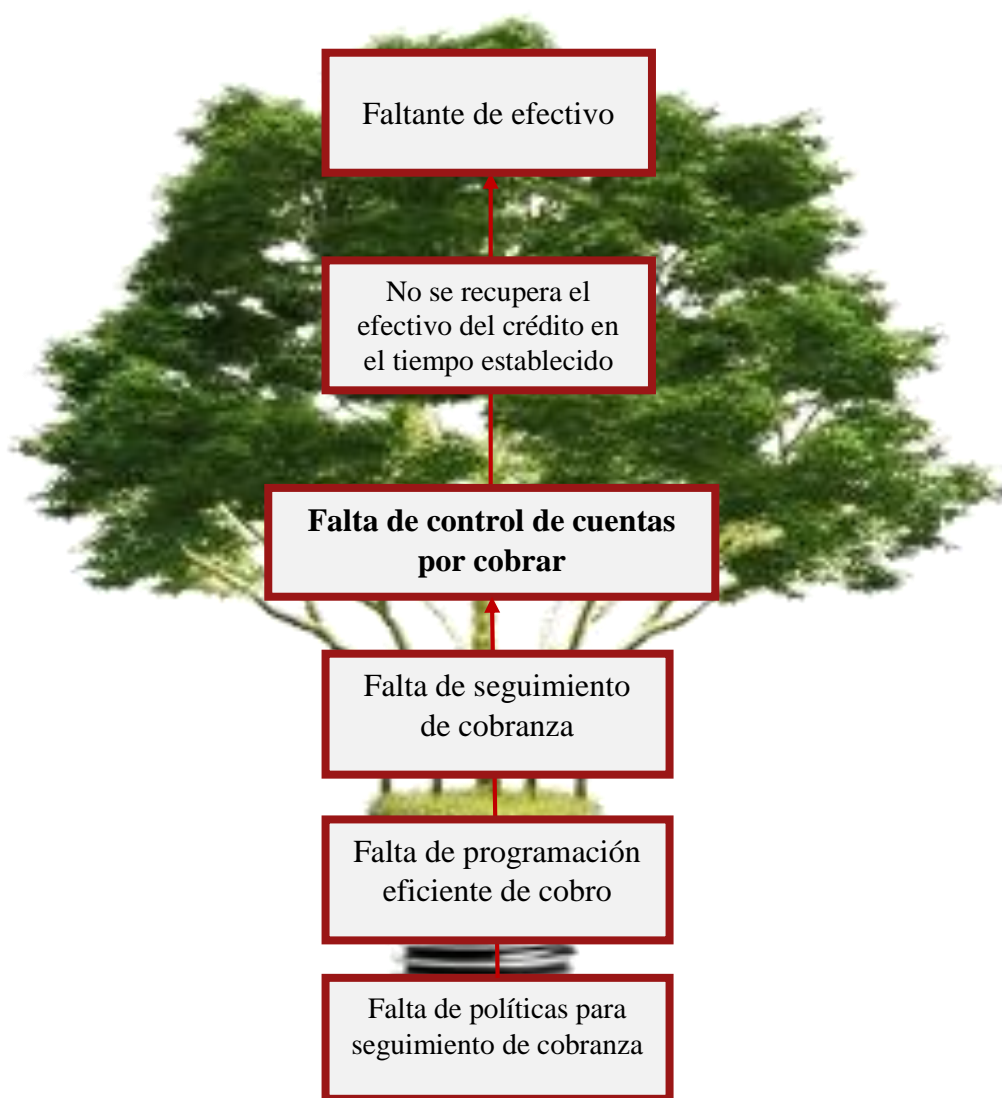 Faltante de efectivo
No se recupera el
efectivo del crédito en
el tiempo establecido
Falta de control de cuentas
por cobrar
Falta de seguimiento
de cobranza
Falta de programación
eficiente de cobro
Falta de políticas para
seguimiento de cobranza